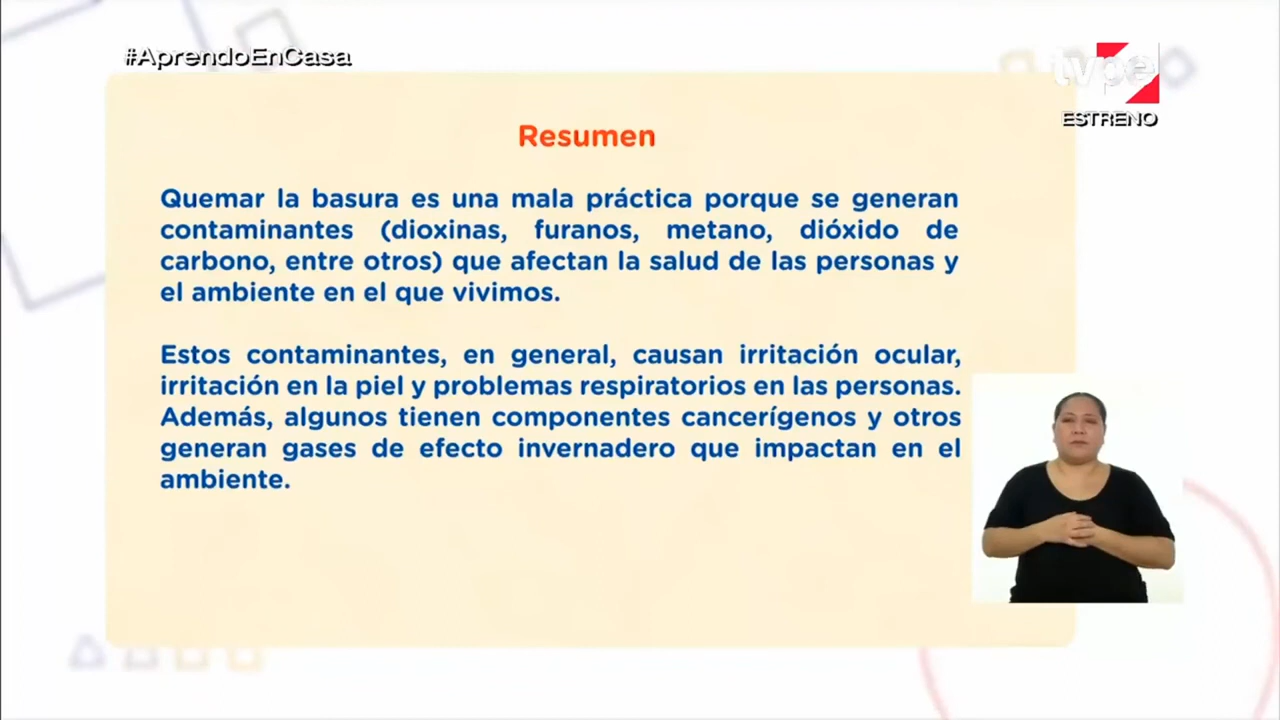 #AprendoEnCasa
tvpe
ESTRENO
Resumen
Quemar la basura es una mala práctica porque se generan
contaminantes (dioxinas, furanos, metano, dióxido de
carbono, entre otros) que afectan la salud de las personas y
el ambiente en el que vivimos.
Estos contaminantes, en general, causan irritación ocular,
irritación en la piel y problemas respiratorios en las personas.
Además, algunos tienen componentes cancerígenos y otros
generan gases de efecto invernadero que impactan en el
ambiente.